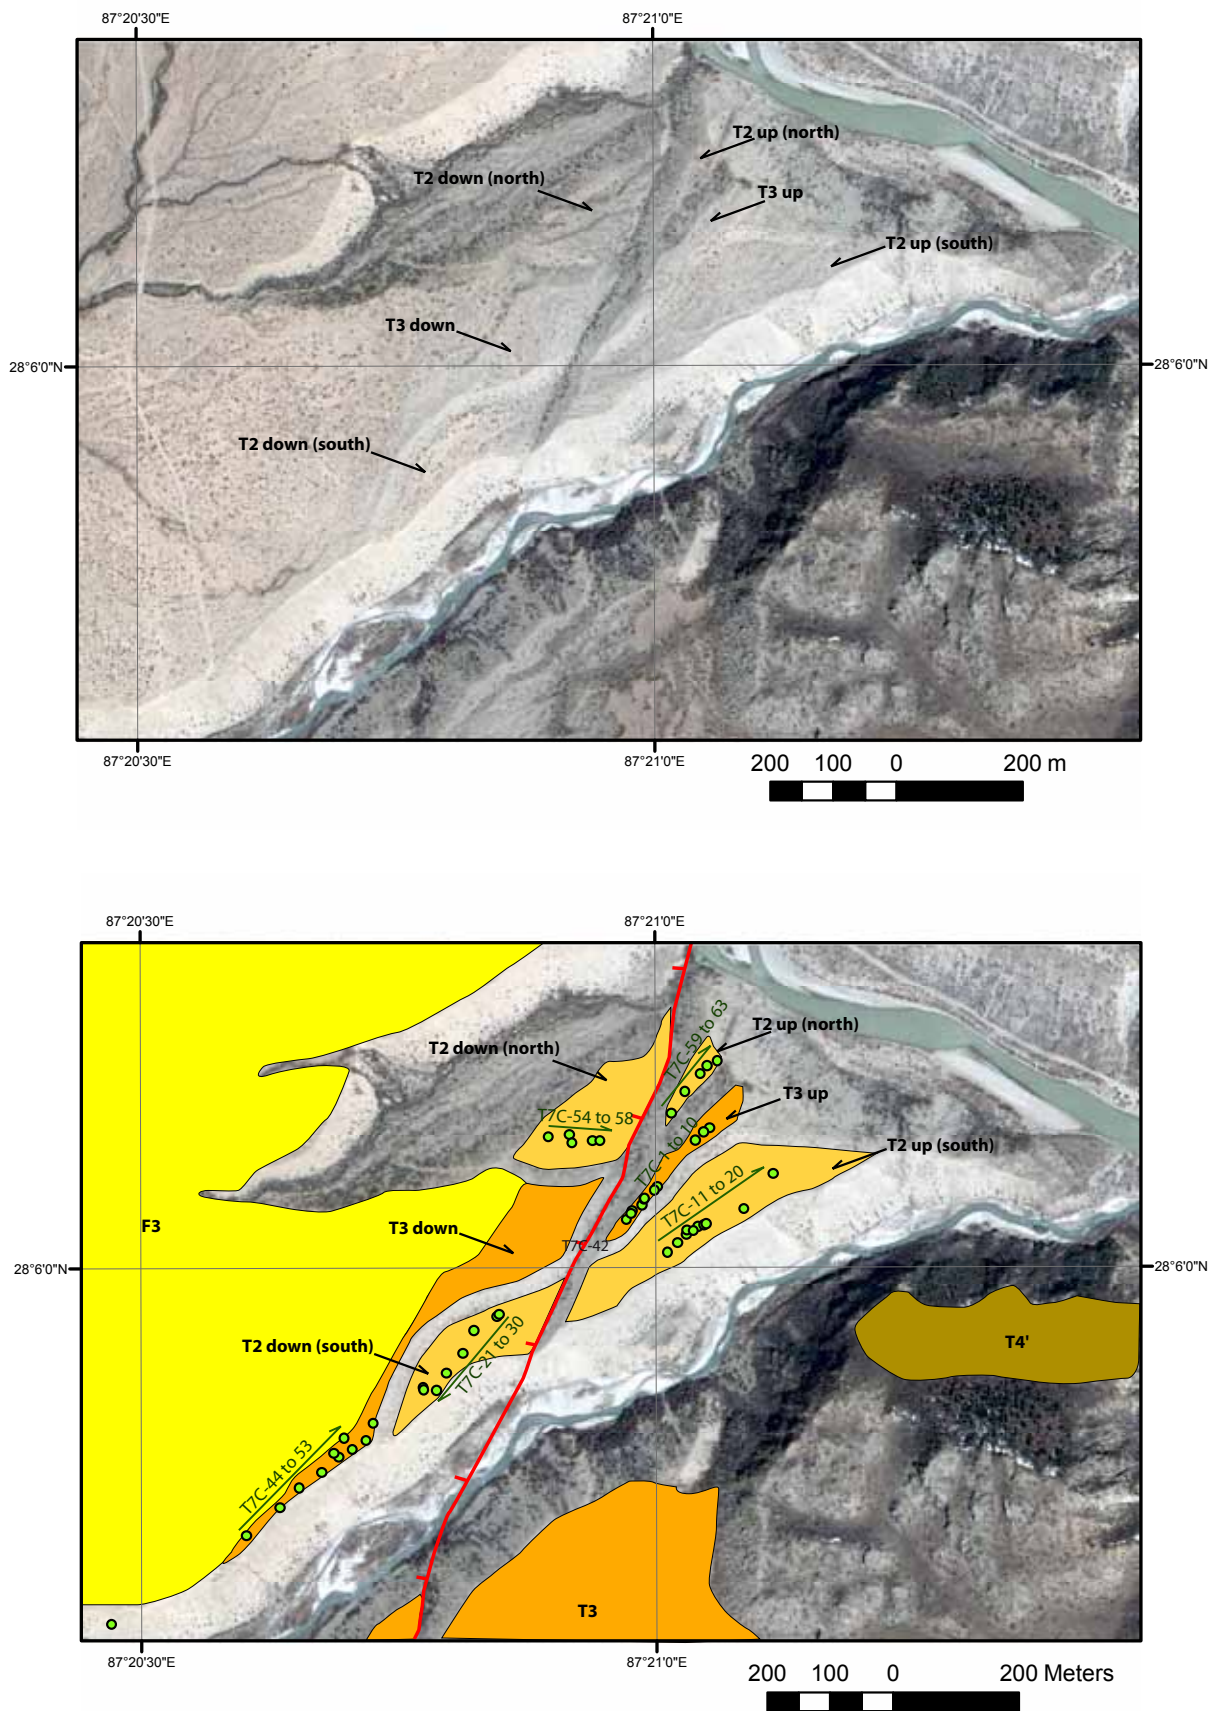 87°20'30"E 87°21'0"E
T2 up (north)
T2 down (north)
T3 up
T2 up (south)
T3 down
28°6'0"N 28°6'0"N
T2 down (south)
87°20'30"E 87°21'0"E
200 100 0 200 m
87°20'30"E 87°21'0"E
T7C-59 to 63
T2 up (north)
T2 down (north)
T3 up
T7C-54 to 58
T7C-1 to 10
T2 up (south)
T7C-11 to 20
F3
T3 down
T7C-42
28°6'0"N 28°6'0"N
T4'
T2 down (south)
T7C-21 to 30
T7C-44 to 53
T3
87°20'30"E 87°21'0"E
200 100 0 200 Meters